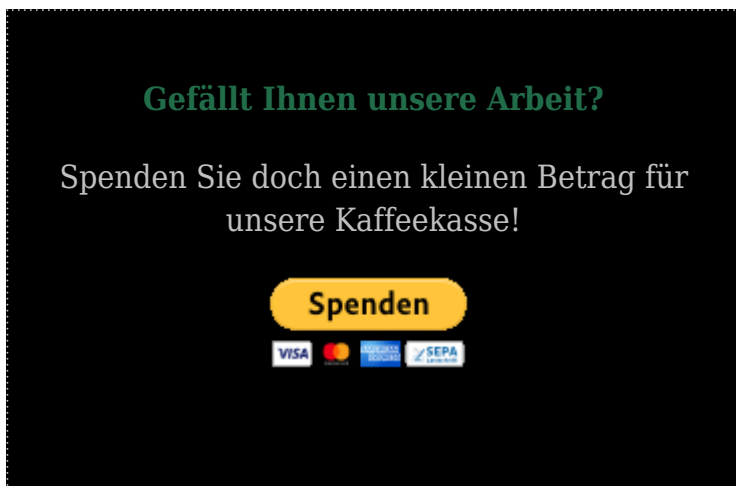 Gefällt Ihnen unsere Arbeit?
Spenden Sie doch einen kleinen Betrag für
unsere Kaffeekasse!
Spenden
VISA
SEPA